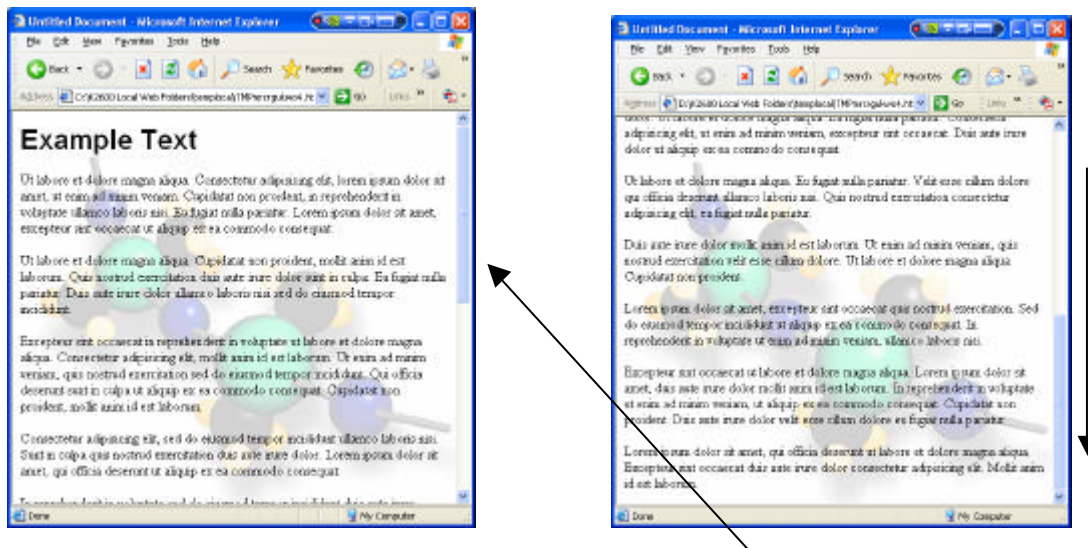 Untitled Document - Microsoft Internet Explorer
File Edit View Favorites Tools Help
Back Search Favorites
Address Go Links
Example Text
Ut labore et dolore magna aliqua. Consectetur adipisicing elit, lorem ipsum dolor sit
amet, ut enim ad minim veniam. Cupidatat non proident, in reprehenderit in
voluptate ullamco laboris nisi. Eu fugiat nulla pariatur. Lorem ipsum dolor sit amet,
excepteur sint occaecat ut aliquip ex ea commodo consequat.
Ut labore et dolore magna aliqua. Cupidatat non proident, mollit anim id est
laborum. Quis nostrud exercitation duis aute irure dolor sunt in culpa. Eu fugiat nulla
pariatur. Duis aute irure dolor ullamco laboris nisi sed do eiusmod tempor
incididunt.
Excepteur sint occaecat in reprehenderit in voluptate ut labore et dolore magna
aliqua. Consectetur adipisicing elit, mollit anim id est laborum. Ut enim ad minim
veniam, quis nostrud exercitation sed do eiusmod tempor incididunt. Qui officia
deserunt sunt in culpa ut aliquip ex ea commodo consequat. Cupidatat non
proident, mollit anim id est laborum.
Consectetur adipisicing elit, sed do eiusmod tempor incididunt ullamco laboris nisi.
Sunt in culpa quis nostrud exercitation duis aute irure dolor. Lorem ipsum dolor sit
amet, qui officia deserunt ut aliquip ex ea commodo consequat.
Done My Computer
Untitled Document - Microsoft Internet Explorer
File Edit View Favorites Tools Help
Back Search Favorites
Address Go Links
adipisicing elit, ut enim ad minim veniam, excepteur sint occaecat. Duis aute irure
dolor ut aliquip ex ea commodo consequat.
Ut labore et dolore magna aliqua. Eu fugiat nulla pariatur. Velit esse cillum dolore
qui officia deserunt ullamco laboris nisi. Quis nostrud exercitation consectetur
adipisicing elit, eu fugiat nulla pariatur.
Duis aute irure dolor mollit anim id est laborum. Ut enim ad minim veniam, quis
nostrud exercitation velit esse cillum dolore. Ut labore et dolore magna aliqua.
Cupidatat non proident.
Lorem ipsum dolor sit amet, excepteur sint occaecat quis nostrud exercitation. Sed
do eiusmod tempor incididunt ut aliquip ex ea commodo consequat. In
reprehenderit in voluptate ut enim ad minim veniam, ullamco laboris nisi.
Excepteur sint occaecat ut labore et dolore magna aliqua. Lorem ipsum dolor sit
amet, duis aute irure dolor mollit anim id est laborum. In reprehenderit in voluptate
ut enim ad minim veniam, ut aliquip ex ea commodo consequat. Cupidatat non
proident. Duis aute irure dolor velit esse cillum dolore eu fugiat nulla pariatur.
Lorem ipsum dolor sit amet, qui officia deserunt ut labore et dolore magna aliqua.
Excepteur sint occaecat duis aute irure dolor consectetur adipisicing elit. Mollit anim
id est laborum.
Done My Computer